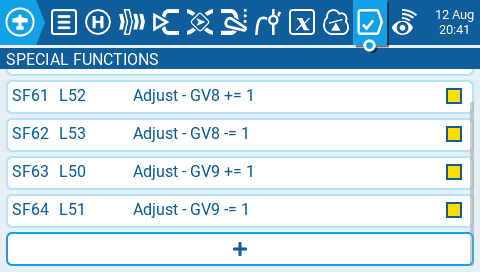 12 Aug
20:41
SPECIAL FUNCTIONS
SF61 L52 Adjust - GV8 += 1
SF62 L53 Adjust - GV8 -= 1
SF63 L50 Adjust - GV9 += 1
SF64 L51 Adjust - GV9 -= 1
+